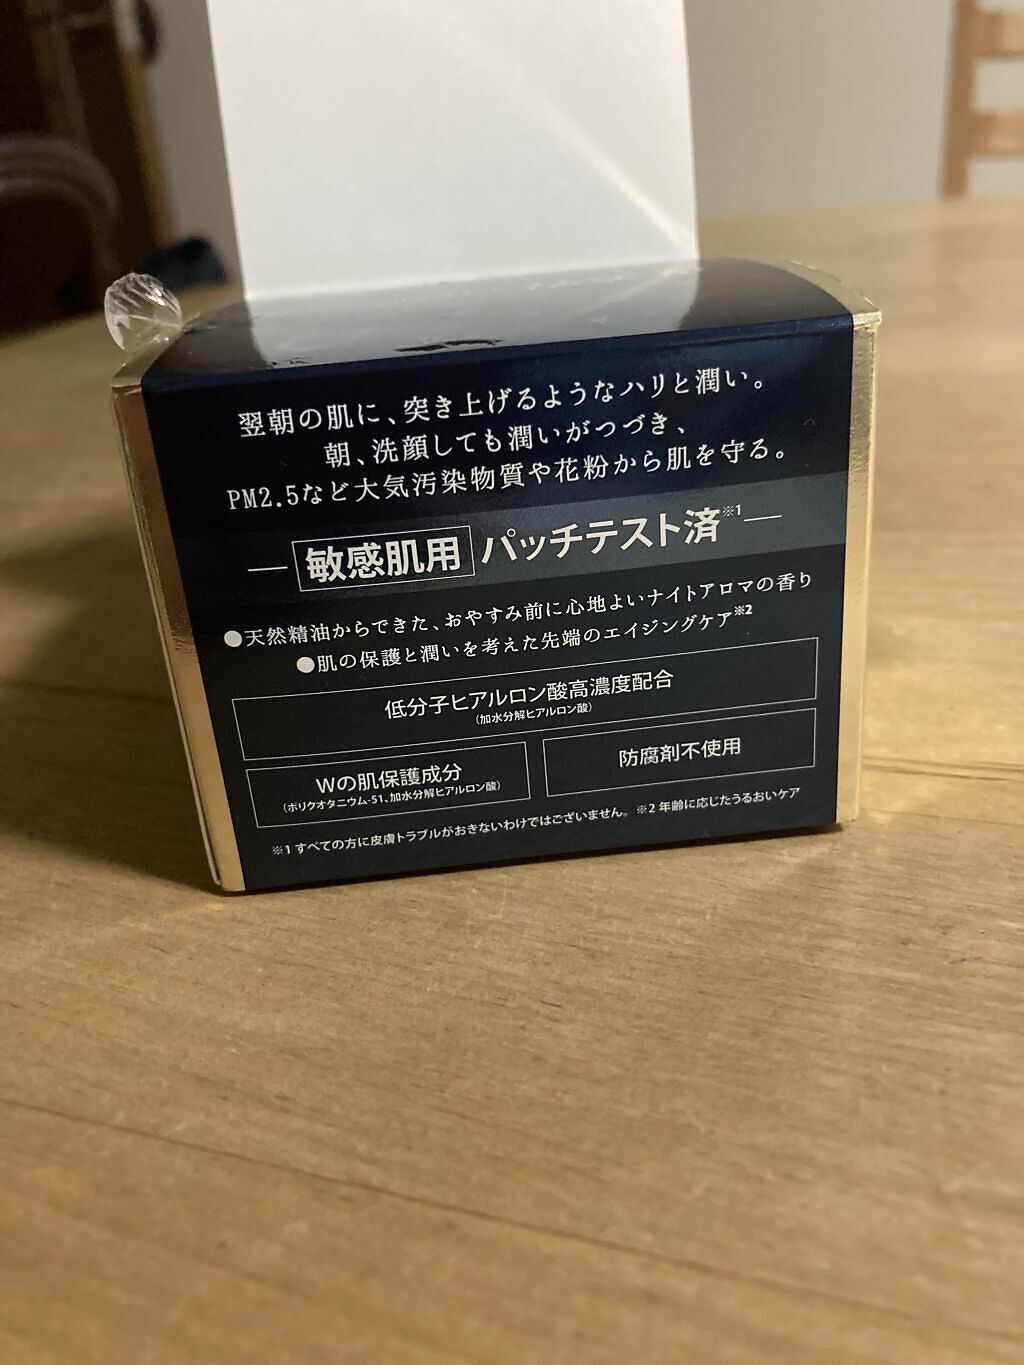 翌朝の肌に、突き上げるようなハリと潤い。
朝、洗顔しても潤いがつづき、
PM2.5など大気汚染物質や花粉から肌を守る。
敏感肌用 パッチテスト済※1
●天然精油からできた、おやすみ前に心地よいナイトアロマの香り
●肌の保護と潤いを考えた先端のエイジングケア※2
低分子ヒアルロン酸高濃度配合
(加水分解ヒアルロン酸)
Wの肌保護成分
(ポリクオタニウム-51、加水分解ヒアルロン酸)
防腐剤不使用
※1 すべての方に皮膚トラブルがおきないわけではございません。※2 年齢に応じたうるおいケア